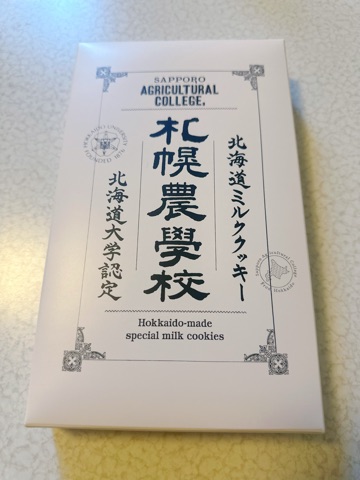 SAPPORO
AGRICULTURAL
COLLEGE,
札幌農學校
北海道ミルククッキー
北海道大学認定
Hokkaido-made
special milk cookies